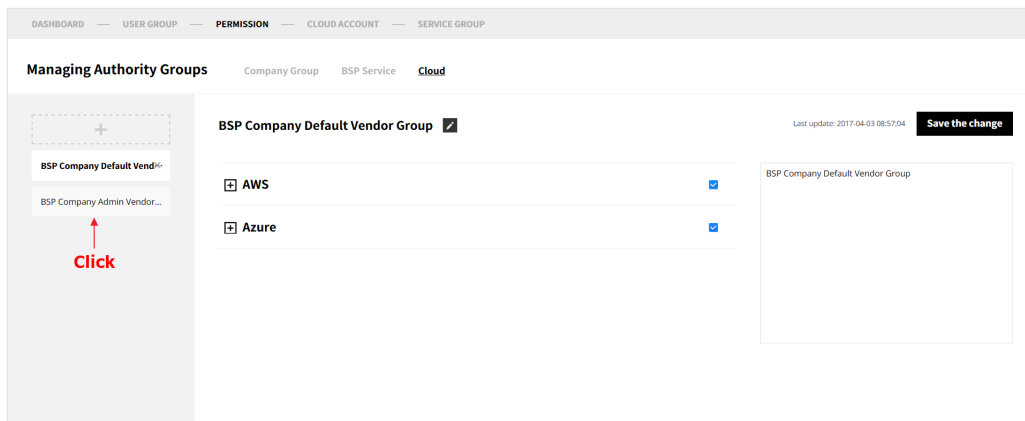 DASHBOARD — USER GROUP — PERMISSION — CLOUD ACCOUNT — SERVICE GROUP
Managing Authority Groups Company Group BSP Service Cloud
BSP Company Default Vendor Group Last update: 2017-04-03 08:57:04 Save the change
BSP Company Default Vend
BSP Company Admin Vendor...
Click
AWS
Azure
BSP Company Default Vendor Group